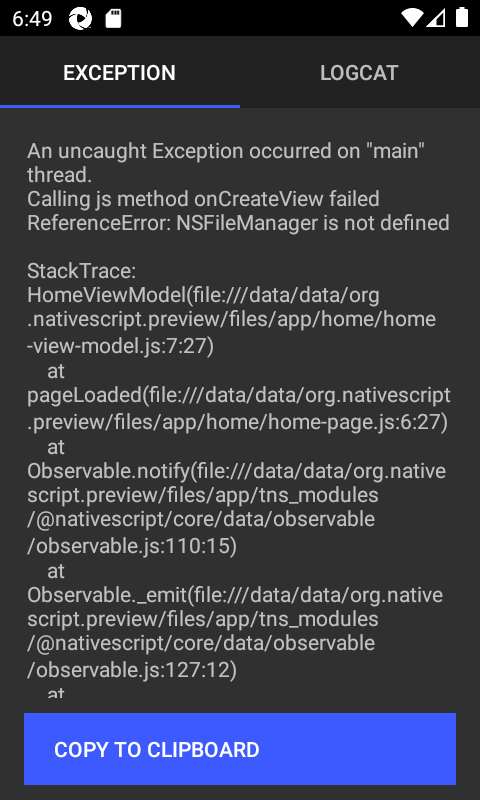 6:49
EXCEPTION
LOGCAT
An uncaught Exception occurred on "main"
thread.
Calling js method onCreateView failed
ReferenceError: NSFileManager is not defined
StackTrace:
HomeViewModel(file:///data/data/org
.nativescript.preview/files/app/home/home
-view-model.js:7:27)
at
pageLoaded(file:///data/data/org.nativescript
.preview/files/app/home/home-page.js:6:27)
at
Observable.notify(file:///data/data/org.native
script.preview/files/app/tns_modules
/@nativescript/core/data/observable
/observable.js:110:15)
at
Observable._emit(file:///data/data/org.native
script.preview/files/app/tns_modules
/@nativescript/core/data/observable
/observable.js:127:12)
at
COPY TO CLIPBOARD